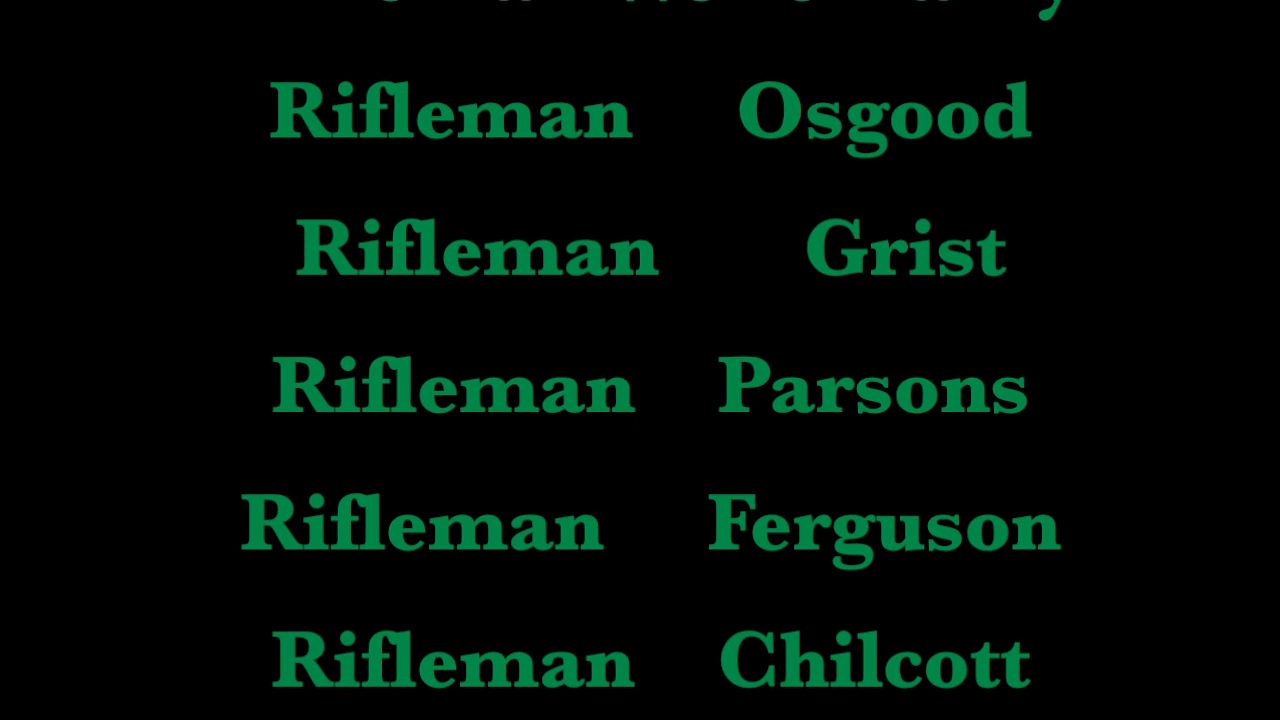 Rifleman Osgood
Rifleman Grist
Rifleman Parsons
Rifleman Ferguson
Rifleman Chilcott